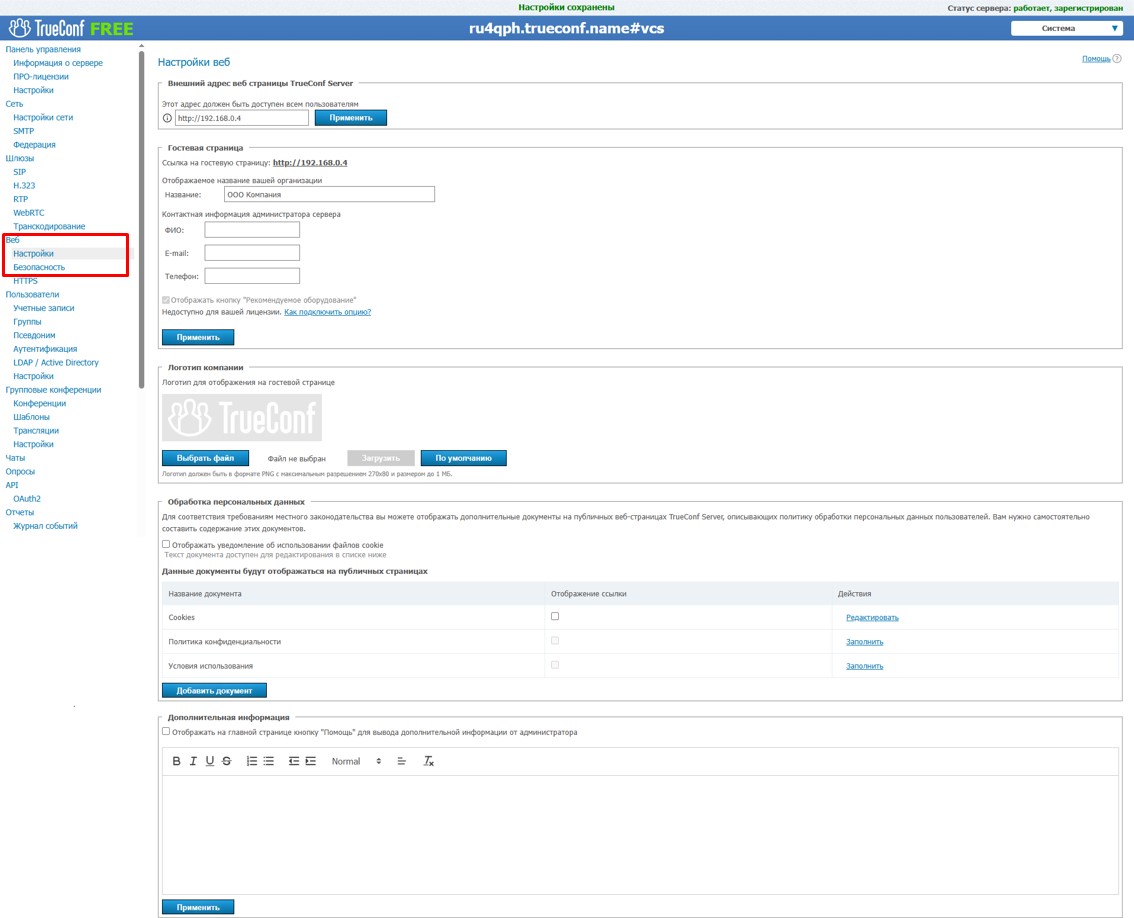 Настройки сохранены
Статус сервера: работает, зарегистрирован
TrueConf FREE
ru4qph.trueconf.name#vcs
Система
Панель управления
Информация о сервере
ПРО-лицензии
Настройки
Сеть
Настройки сети
SMTP
Федерация
Шлюзы
SIP
H.323
RTP
WebRTC
Транскодирование
Веб
Настройки
Безопасность
HTTPS
Пользователи
Учетные записи
Группы
Псевдоним
Аутентификация
LDAP / Active Directory
Настройки
Групповые конференции
Конференции
Шаблоны
Трансляции
Настройки
Чаты
Опросы
API
OAuth2
Отчеты
Журнал событий
Настройки веб
Помощь
Внешний адрес веб страницы TrueConf Server
Этот адрес должен быть доступен всем пользователям
http://192.168.0.4 Применить
Гостевая страница
Ссылка на гостевую страницу: http://192.168.0.4
Отображаемое название вашей организации
Название: ООО Компания
Контактная информация администратора сервера
ФИО:
E-mail:
Телефон:
Отображать кнопку "Рекомендуемое оборудование"
Недоступно для вашей лицензии. Как подключить опцию?
Применить
Логотип компании
Логотип для отображения на гостевой странице
TrueConf
Выбрать файл Файл не выбран Загрузить По умолчанию
Логотип должен быть в формате PNG с максимальным разрешением 270x80 и размером до 1 МБ.
Обработка персональных данных
Для соответствия требованиям местного законодательства вы можете отображать дополнительные документы на публичных веб-страницах TrueConf Server, описывающих политику обработки персональных данных пользователей. Вам нужно самостоятельно
составить содержание этих документов.
Отображать уведомление об использовании файлов cookie
Текст документа доступен для редактирования в списке ниже
Данные документы будут отображаться на публичных страницах
Название документа Отображение ссылки Действия
Cookies Редактировать
Политика конфиденциальности Заполнить
Условия использования Заполнить
Добавить документ
Дополнительная информация
Отображать на главной странице кнопку "Помощь" для вывода дополнительной информации от администратора
Normal
Применить